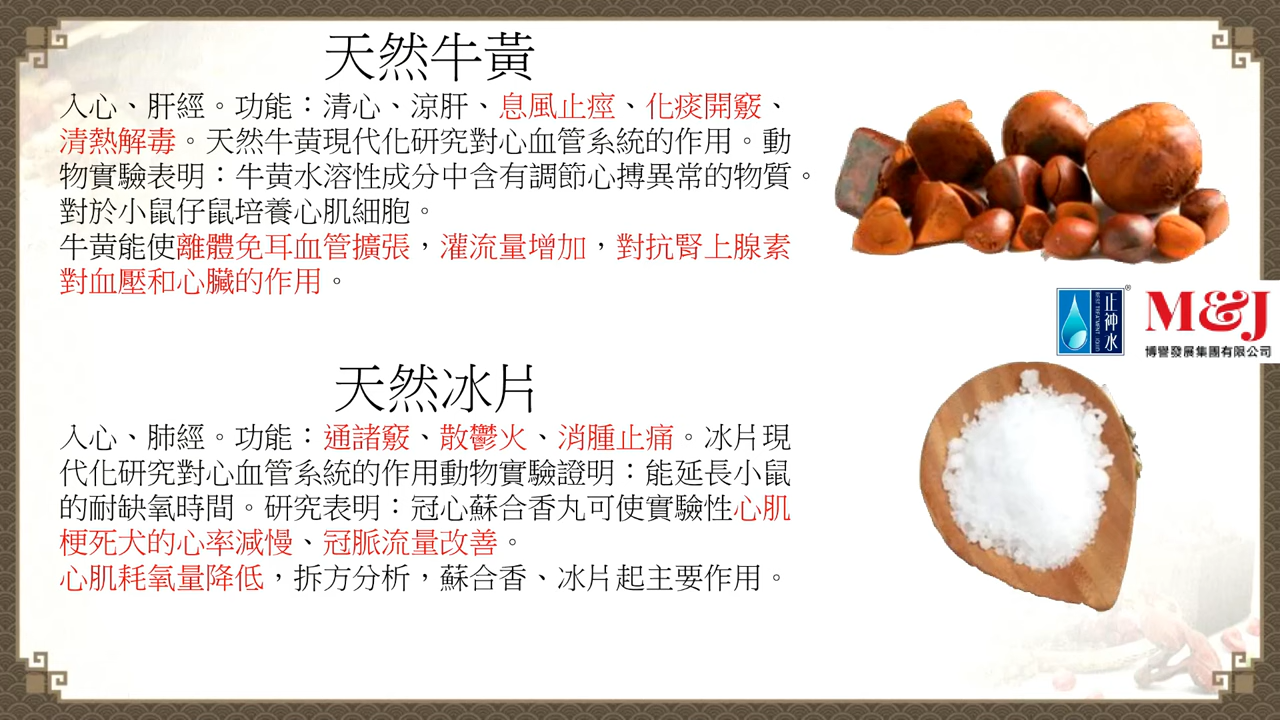 天然牛黃
入心、肝經。功能：清心、涼肝、息風止痙、化痰開竅、
清熱解毒。天然牛黃現代化研究對心血管系統的作用。動
物實驗表明：牛黃水溶性成分中含有調節心搏異常的物質。
對於小鼠仔鼠培養心肌細胞。
牛黃能使離體免耳血管擴張，灌流量增加，對抗腎上腺素
對血壓和心臟的作用。
止神水
BEST TREATMENT LIQUID
®
M&J
博譽發展集團有限公司
天然冰片
入心、肺經。功能：通諸竅、散鬱火、消腫止痛。冰片現
代化研究對心血管系統的作用動物實驗證明：能延長小鼠
的耐缺氧時間。研究表明：冠心蘇合香丸可使實驗性心肌
梗死犬的心率減慢、冠脈流量改善。
心肌耗氧量降低，拆方分析，蘇合香、冰片起主要作用。